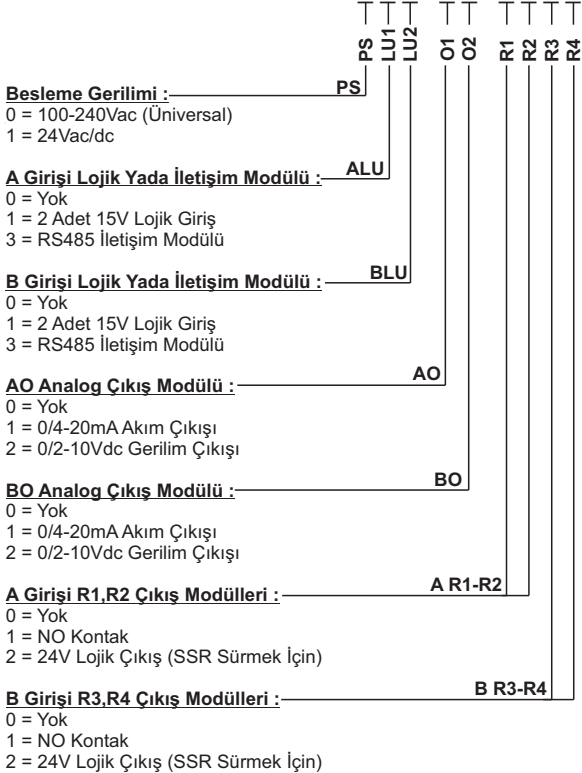 PS LU1 LU2 O1 O2 R1 R2 R3 R4
Besleme Gerilimi : PS
0 = 100-240Vac (Üniversal)
1 = 24Vac/dc
A Girişi Lojik Yada İletişim Modülü : ALU
0 = Yok
1 = 2 Adet 15V Lojik Giriş
3 = RS485 İletişim Modülü
B Girişi Lojik Yada İletişim Modülü : BLU
0 = Yok
1 = 2 Adet 15V Lojik Giriş
3 = RS485 İletişim Modülü
AO Analog Çıkış Modülü : AO
0 = Yok
1 = 0/4-20mA Akım Çıkışı
2 = 0/2-10Vdc Gerilim Çıkışı
BO Analog Çıkış Modülü : BO
0 = Yok
1 = 0/4-20mA Akım Çıkışı
2 = 0/2-10Vdc Gerilim Çıkışı
A Girişi R1,R2 Çıkış Modülleri : A R1-R2
0 = Yok
1 = NO Kontak
2 = 24V Lojik Çıkış (SSR Sürmek İçin)
B Girişi R3,R4 Çıkış Modülleri : B R3-R4
0 = Yok
1 = NO Kontak
2 = 24V Lojik Çıkış (SSR Sürmek İçin)